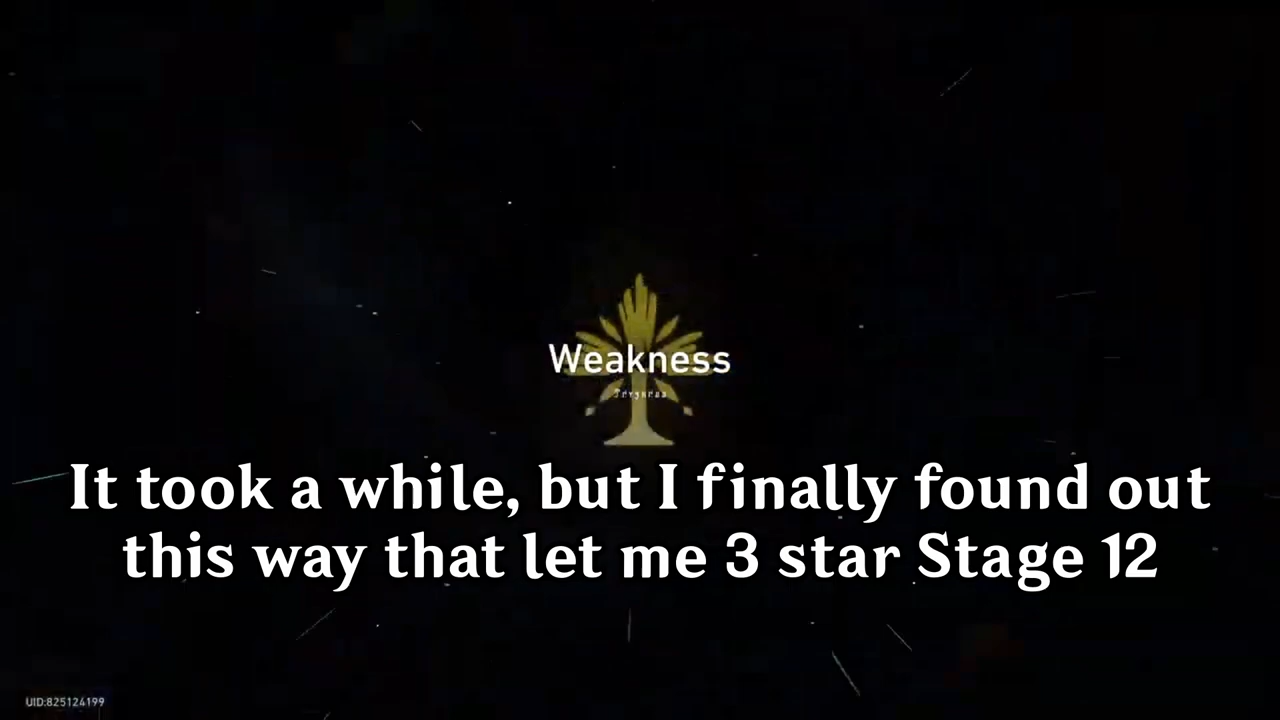 Weakness
It took a while, but I finally found out
this way that let me 3 star Stage 12
UID:825124199